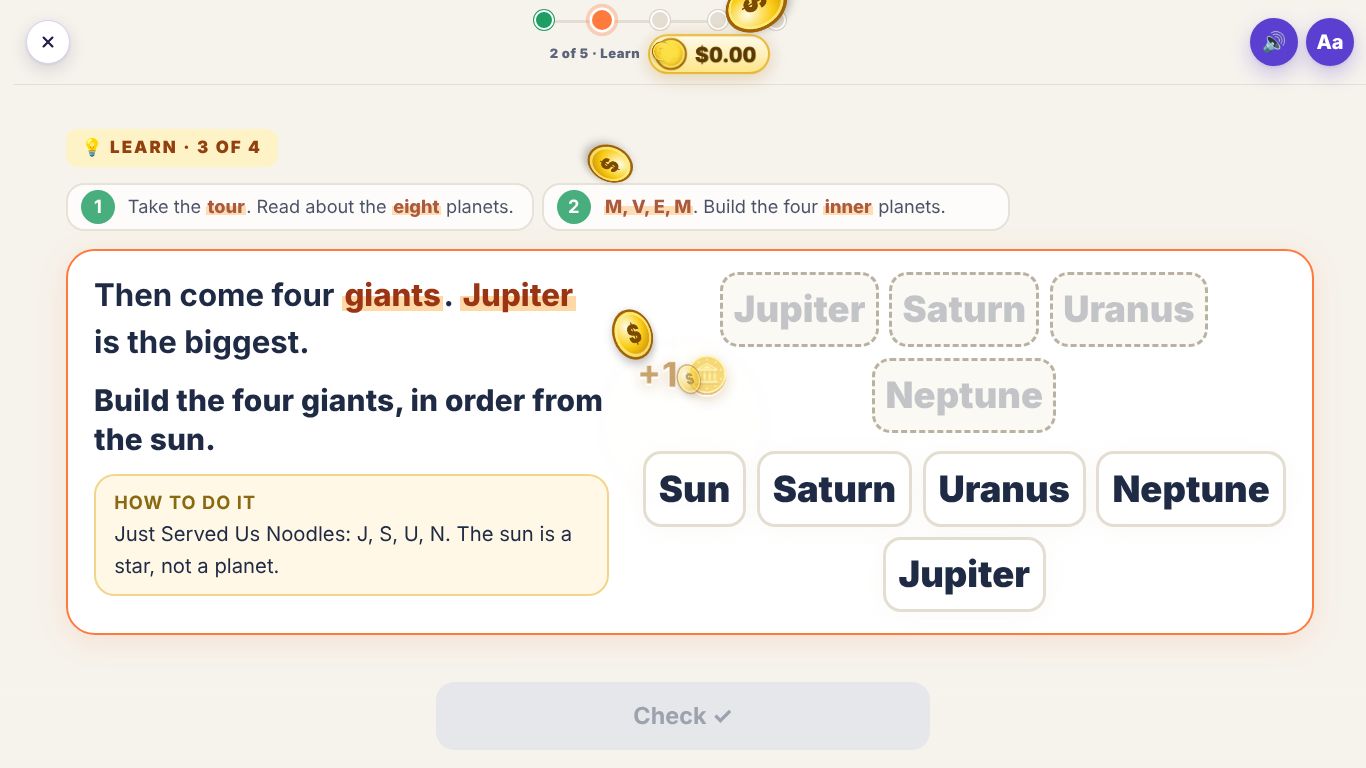 2 of 5 · Learn
$0.00
Aa
💡 LEARN · 3 OF 4
1 Take the tour. Read about the eight planets.
2 M, V, E, M. Build the four inner planets.
Then come four giants. Jupiter
is the biggest.
Build the four giants, in order from
the sun.
HOW TO DO IT
Just Served Us Noodles: J, S, U, N. The sun is a
star, not a planet.
+1
Jupiter Saturn Uranus
Neptune
Sun Saturn Uranus Neptune
Jupiter
Check ✓